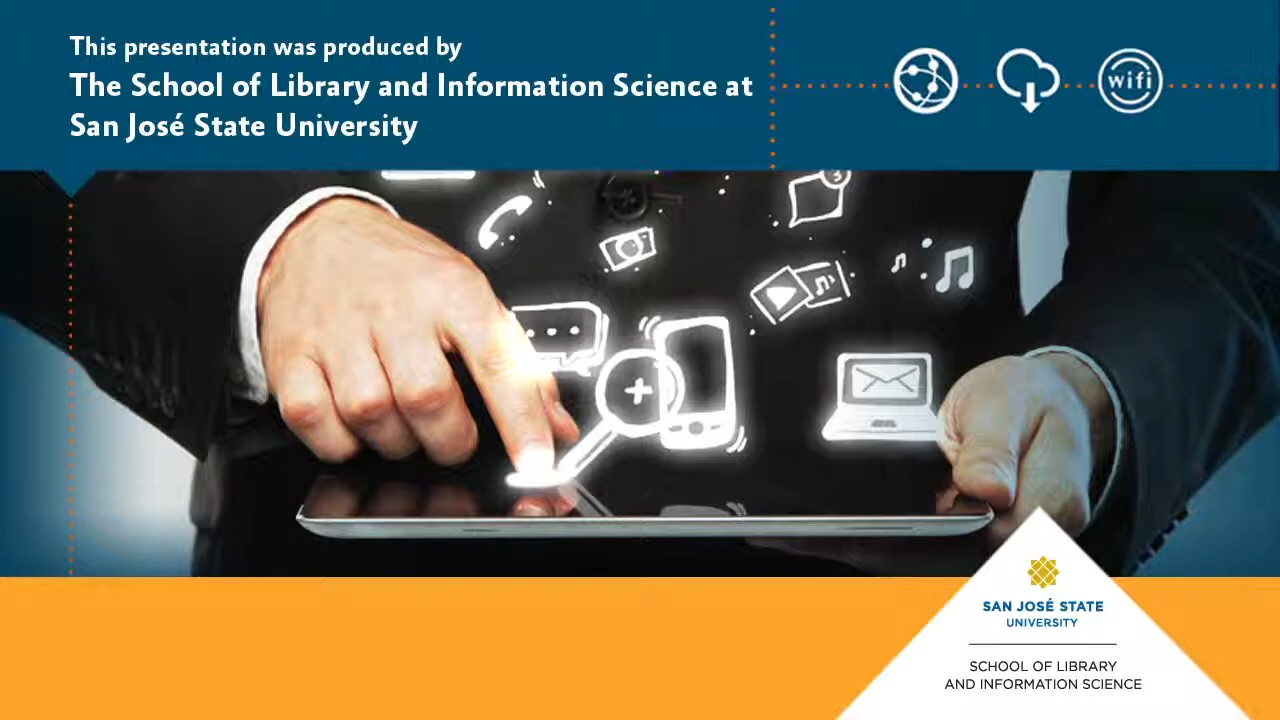 This presentation was produced by
The School of Library and Information Science at
San José State University
wifi
3
SAN JOSÉ STATE
UNIVERSITY
SCHOOL OF LIBRARY
AND INFORMATION SCIENCE